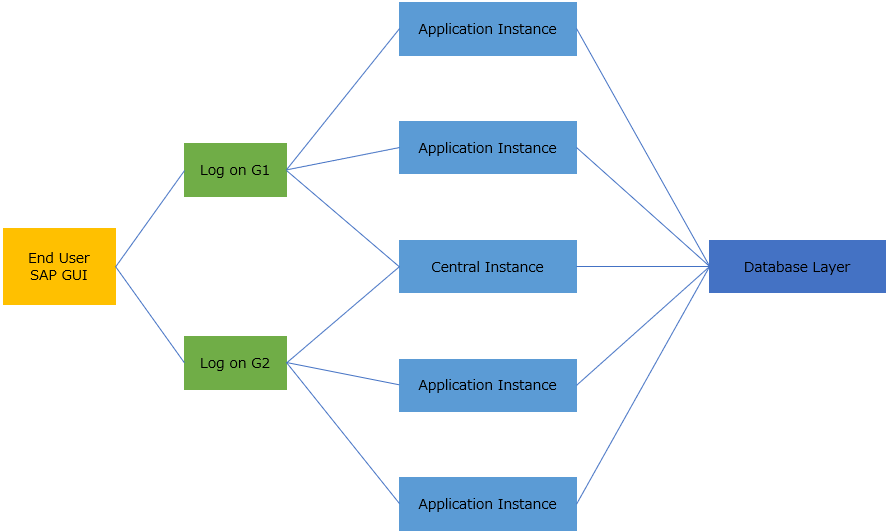 End User
SAP GUI
Log on G1
Log on G2
Application Instance
Application Instance
Central Instance
Application Instance
Application Instance
Database Layer